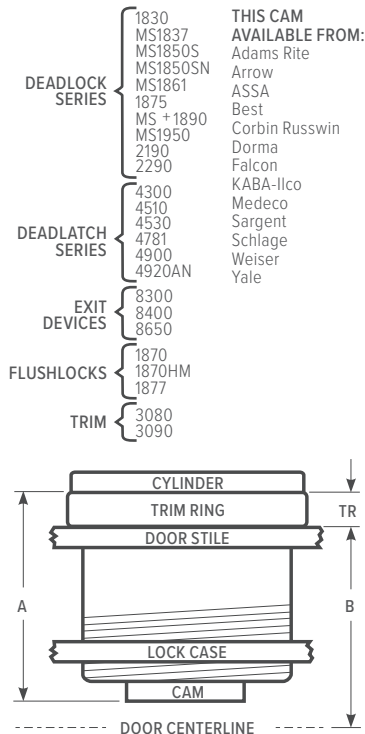 DEADLOCK
SERIES
1830
MS1837
MS1850S
MS1850SN
MS1861
1875
MS +1890
MS1950
2190
2290
DEADLATCH
SERIES
4300
4510
4530
4781
4900
4920AN
EXIT
DEVICES
8300
8400
8650
FLUSHLOCKS
1870
1870HM
1877
TRIM
3080
3090
THIS CAM
AVAILABLE FROM:
Adams Rite
Arrow
ASSA
Best
Corbin Russwin
Dorma
Falcon
KABA-Ilco
Medeco
Sargent
Schlage
Weiser
Yale
CYLINDER
TRIM RING
TR
DOOR STILE
A
B
LOCK CASE
CAM
DOOR CENTERLINE